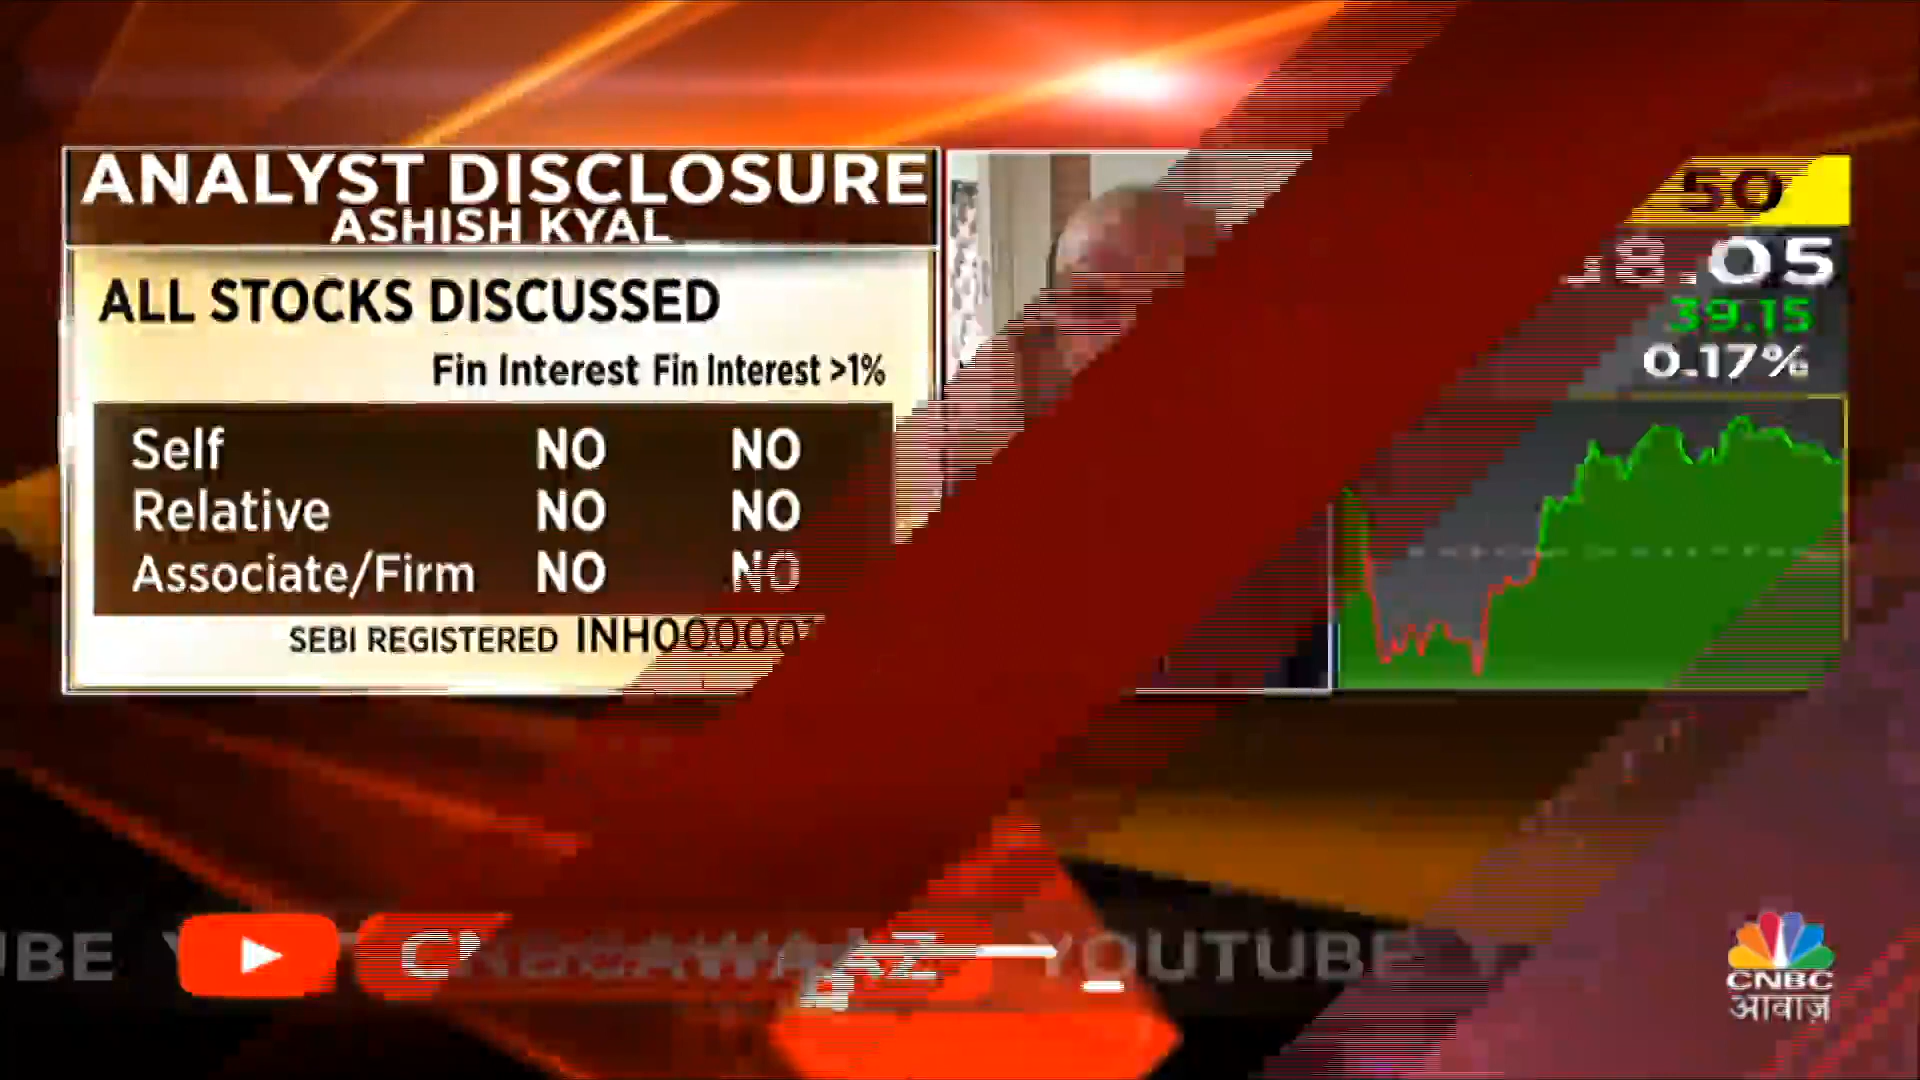 ANALYST DISCLOSURE
ASHISH KYAL
ALL STOCKS DISCUSSED
Fin Interest Fin Interest >1%
Self NO NO
Relative NO NO
Associate/Firm NO NO
SEBI REGISTERED
50
39.15
0.17%
YOUTUBE
CNBC
आवाज़